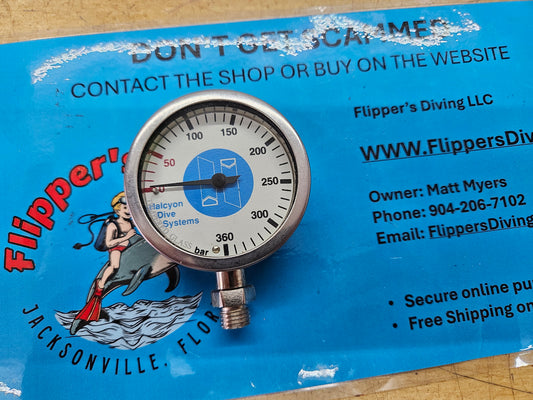 DON'T GET SCAMMED
CONTACT THE SHOP OR BUY ON THE WEBSITE
Flipper's Diving LLC
WWW.FlippersDiv
Owner: Matt Myers
Phone: 904-206-7102
Email: FlippersDiving
• Secure online pu
• Free Shipping on
Flipper's
JACKSONVILLE, FLOR
50
100
150
200
250
300
360
bar
Halcyon
Dive
Systems
GLASS